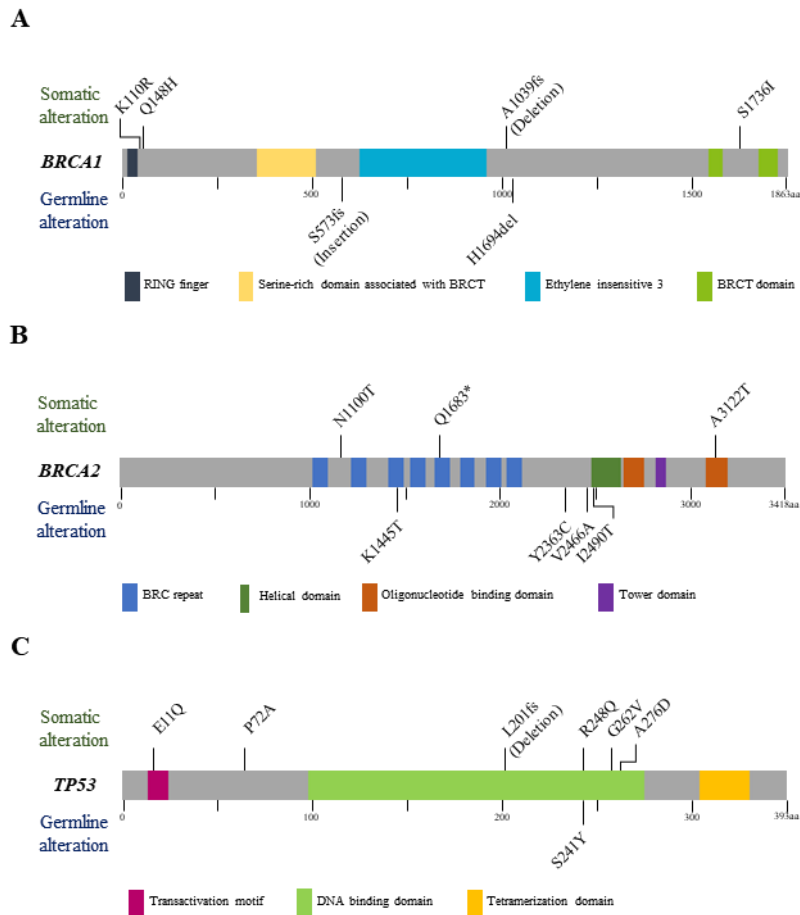 A
Somatic
alteration
K110R
Q148H
A1039fs
(Deletion)
S1736I
BRCA1
0
500
1000
1500
1863aa
Germline
alteration
S573fs
(Insertion)
H1694del
RING finger
Serine-rich domain associated with BRCT
Ethylene insensitive 3
BRCT domain
B
Somatic
alteration
N1100T
Q1683*
A3122T
BRCA2
0
1000
2000
3000
3418aa
Germline
alteration
K1445T
Y2363C
V2466A
I2490T
BRC repeat
Helical domain
Oligonucleotide binding domain
Tower domain
C
Somatic
alteration
E11Q
P72A
L201fs
(Deletion)
R248Q
G262V
A276D
TP53
0
100
200
300
393aa
Germline
alteration
S241Y
Transactivation motif
DNA binding domain
Tetramerization domain